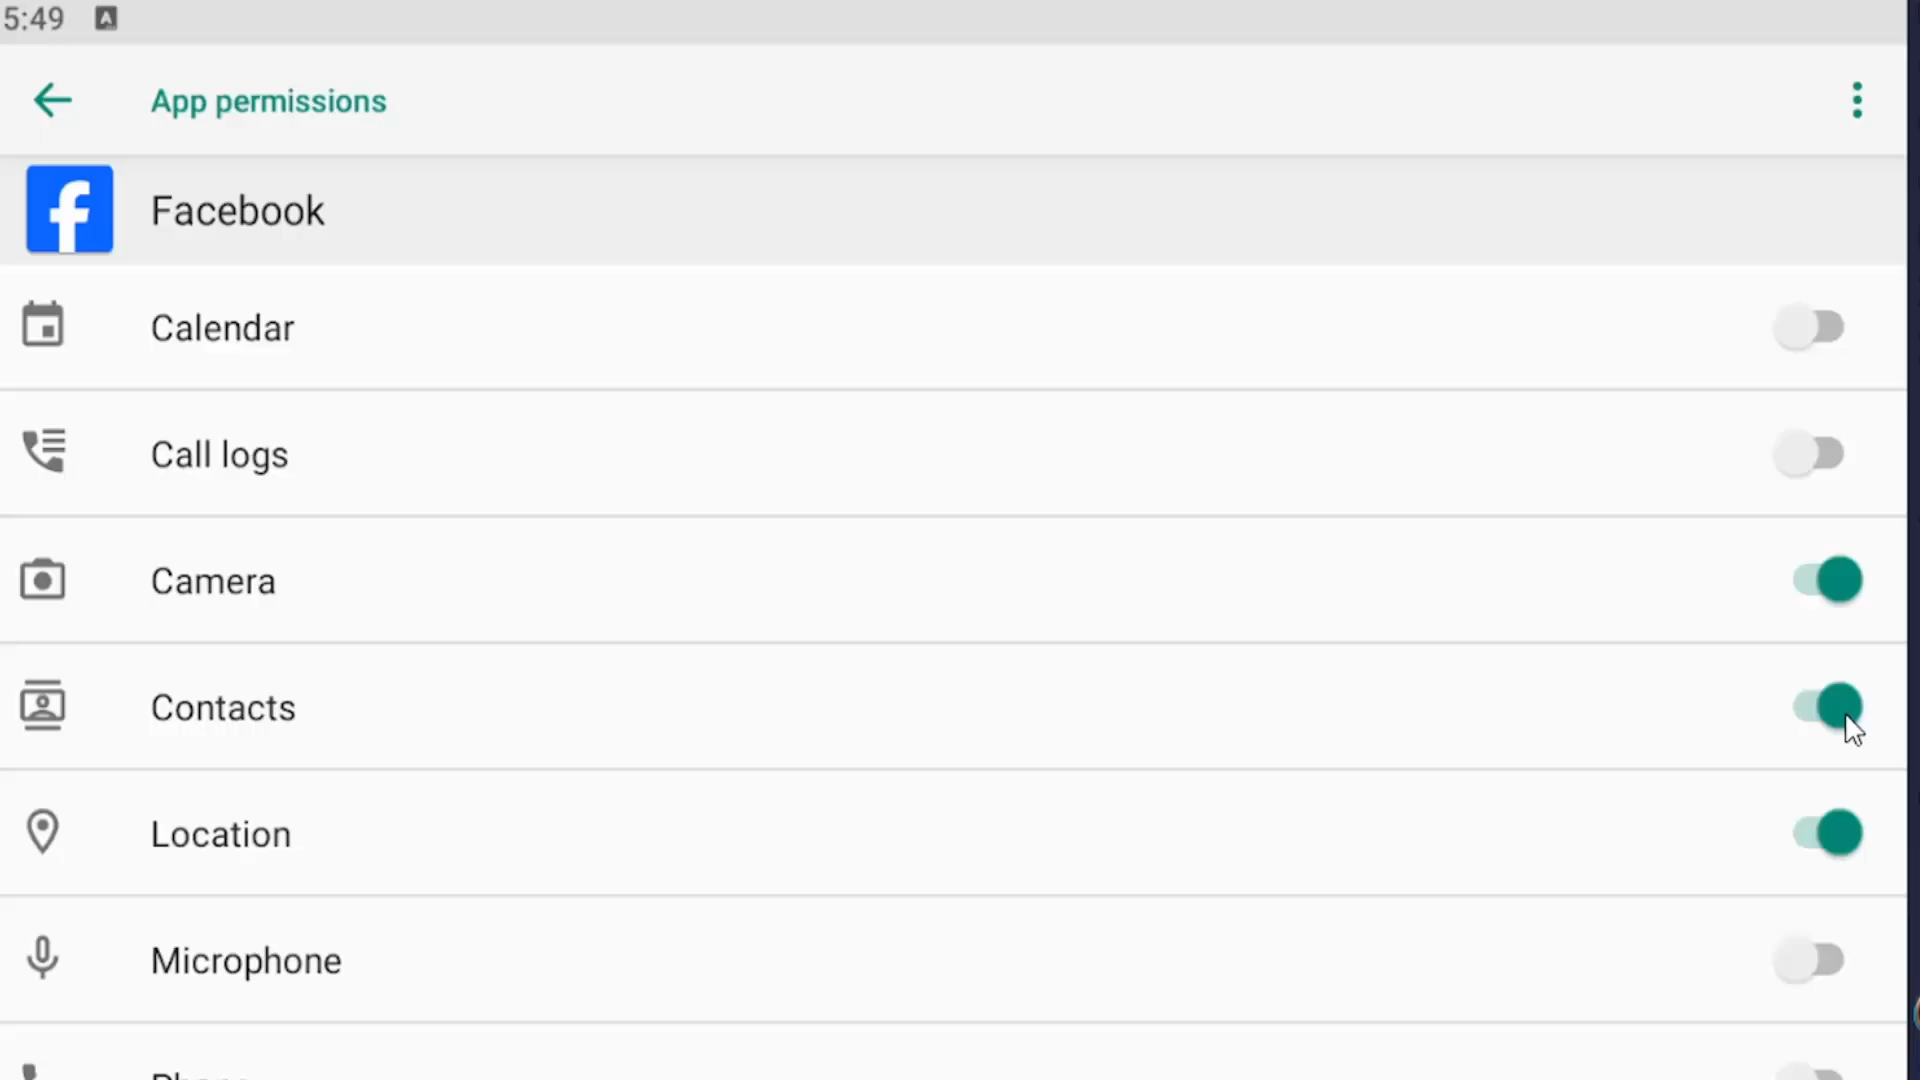 5:49 A
App permissions
Facebook
Calendar
Call logs
Camera
Contacts
Location
Microphone